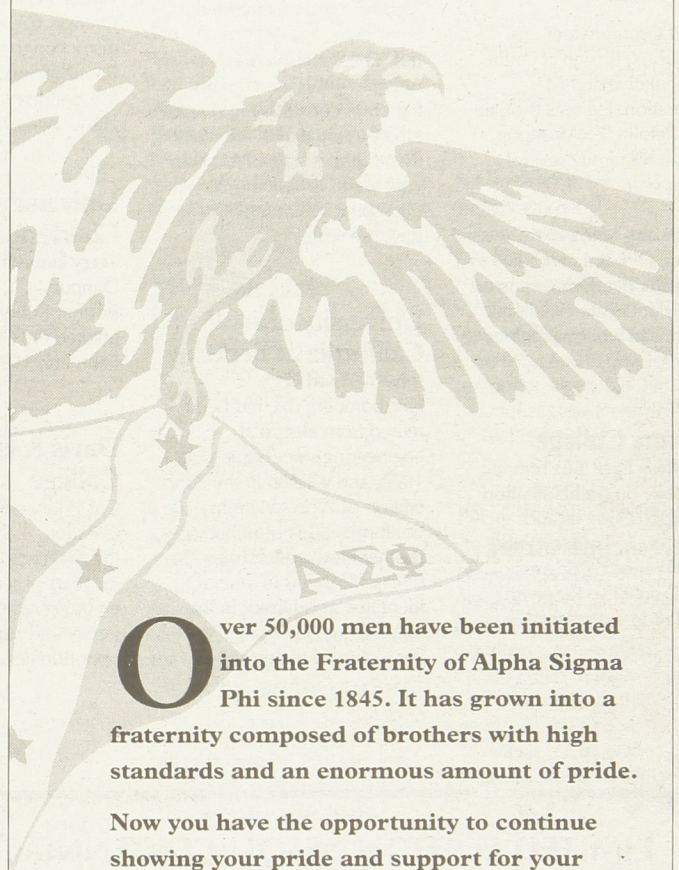 ΑΣΦ
Over 50,000 men have been initiated
into the Fraternity of Alpha Sigma
Phi since 1845. It has grown into a
fraternity composed of brothers with high
standards and an enormous amount of pride.
Now you have the opportunity to continue
showing your pride and support for your